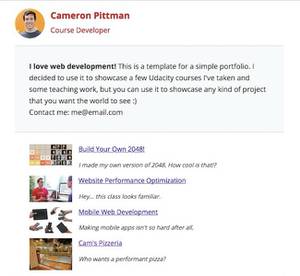 Cameron Pittman
Course Developer
I love web development! This is a template for a simple portfolio. I
decided to use it to showcase a few Udacity courses I've taken and
some teaching work, but you can use it to showcase any kind of project
that you want the world to see :)
Contact me: me@email.com
Build Your Own 2048!
I made my own version of 2048. How cool is that!?
Website Performance Optimization
Hey... this class looks familiar.
Mobile Web Development
Making mobile apps isn't so hard after all.
Cam's Pizzeria
Who wants a performant pizza?